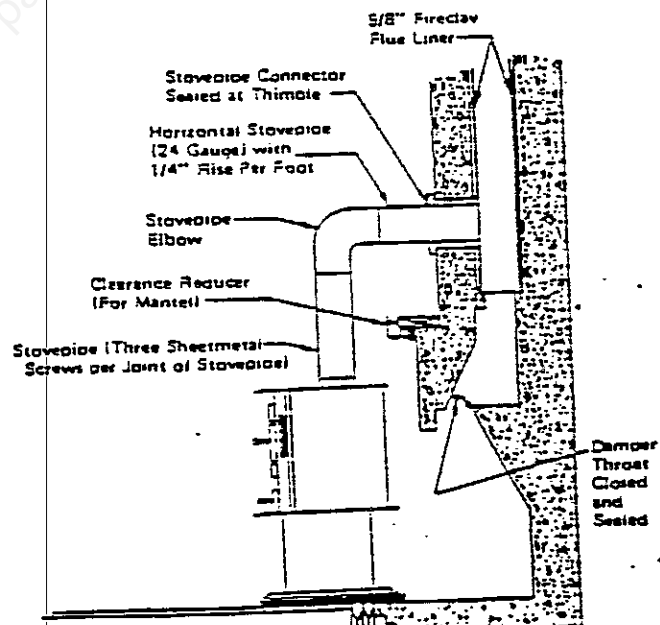 5/8" Fireclay
Flue Liner
Stovepipe Connector
Sealed at Thimble
Horizontal Stovepipe
(24 Gauge) with
1/4" Rise Per Foot
Stovepipe
Elbow
Clearance Reducer
(For Mantel)
Stovepipe (Three Sheetmetal
Screws per Joint of Stovepipe)
Damper
Throat
Closed
and
Sealed